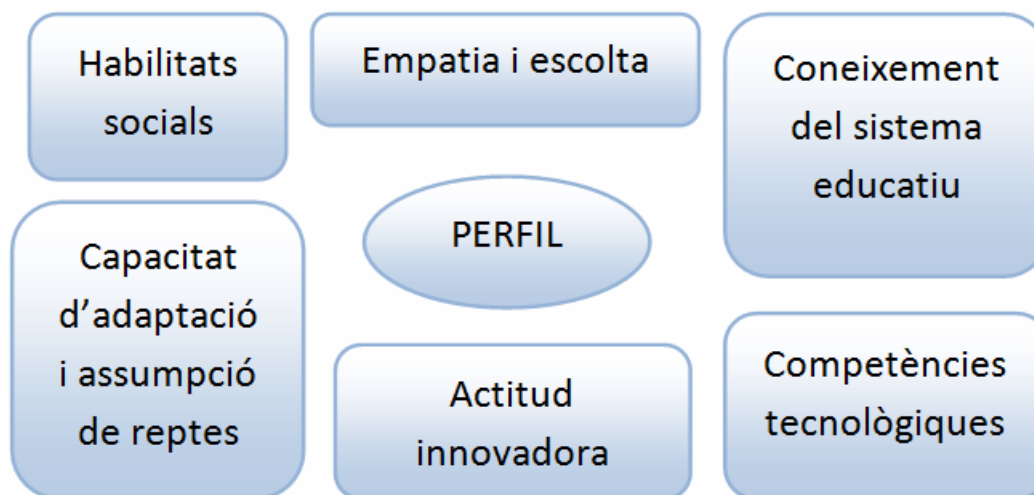 Habilitats
socials
Empatia i escolta
Coneixement
del sistema
educatiu
PERFIL
Capacitat
d’adaptació
i assumpció
de reptes
Actitud
innovadora
Competències
tecnològiques